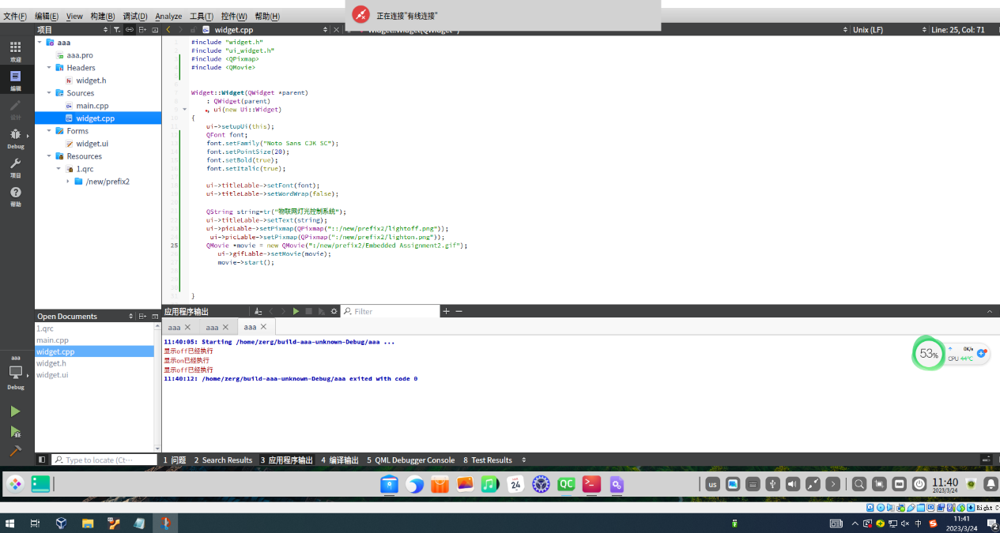 正在连接"有线连接"
文件(F) 编辑(E) View 构建(B) 调试(D) Analyze 工具(T) 控件(W) 帮助(H)
项目
widget.cpp
Unix (LF)
Line: 25, Col: 71
欢迎
编辑
设计
Debug
项目
帮助
aaa
aaa.pro
Headers
widget.h
Sources
main.cpp
widget.cpp
Forms
widget.ui
Resources
1.qrc
/new/prefix2
#include "widget.h"
#include "ui_widget.h"
#include <QPixmap>
#include <QMovie>
Widget::Widget(QWidget *parent)
: QWidget(parent)
, ui(new Ui::Widget)
{
ui->setupUi(this);
QFont font;
font.setFamily("Noto Sans CJK SC");
font.setPointSize(20);
font.setBold(true);
font.setItalic(true);
ui->titleLable->setFont(font);
ui->titleLable->setWordWrap(false);
QString string=tr("物联网灯光控制系统");
ui->titleLable->setText(string);
ui->picLable->setPixmap(QPixmap("::/new/prefix2/lightoff.png"));
ui->picLable->setPixmap(QPixmap(":/new/prefix2/lighton.png"));
25 QMovie *movie = new QMovie(":/new/prefix2/Embedded Assignment2.gif");
ui->gifLable->setMovie(movie);
movie->start();
}
Open Documents
1.qrc
main.cpp
widget.cpp
widget.h
widget.ui
aaa
Debug
应用程序输出
Filter
aaa aaa aaa
11:40:05: Starting /home/zerg/build-aaa-unknown-Debug/aaa ...
显示off已经执行
显示on已经执行
显示off已经执行
11:40:12: /home/zerg/build-aaa-unknown-Debug/aaa exited with code 0
53%
0K/s
CPU 44°C
Type to locate (Ct…
1 问题 2 Search Results 3 应用程序输出 4 编译输出 5 QML Debugger Console 8 Test Results
24
QC
us
11:40
2023/3/24
Right C
中
11:41
2023/3/24
2